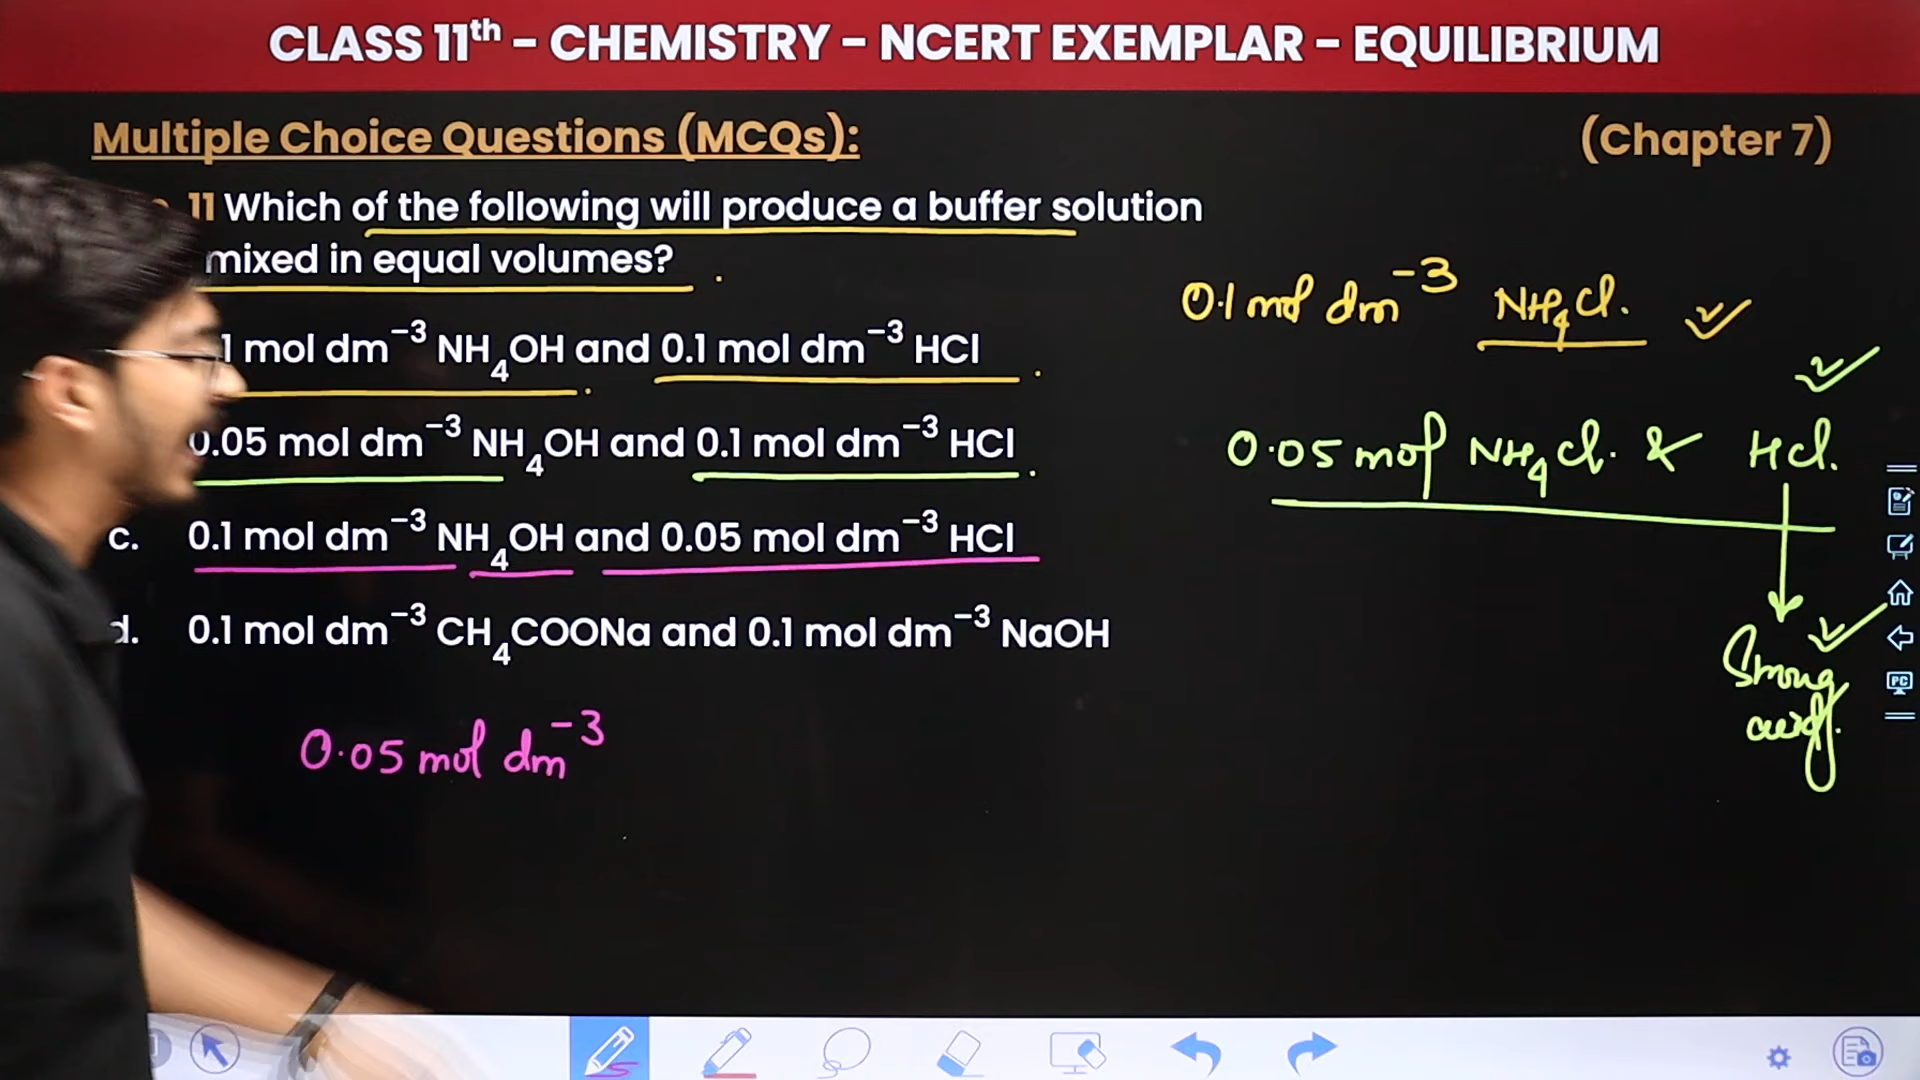 CLASS 11th – CHEMISTRY – NCERT EXEMPLAR – EQUILIBRIUM
Multiple Choice Questions (MCQs):
(Chapter 7)
11 Which of the following will produce a buffer solution
mixed in equal volumes?
1 mol dm⁻³ NH₄OH and 0.1 mol dm⁻³ HCl
0.05 mol dm⁻³ NH₄OH and 0.1 mol dm⁻³ HCl
c. 0.1 mol dm⁻³ NH₄OH and 0.05 mol dm⁻³ HCl
d. 0.1 mol dm⁻³ CH₄COONa and 0.1 mol dm⁻³ NaOH
0.05 mol dm⁻³
0.1 mol dm⁻³ NH₄Cl.
0.05 mol NH₄Cl. & HCl.
Strong
acid.
PC